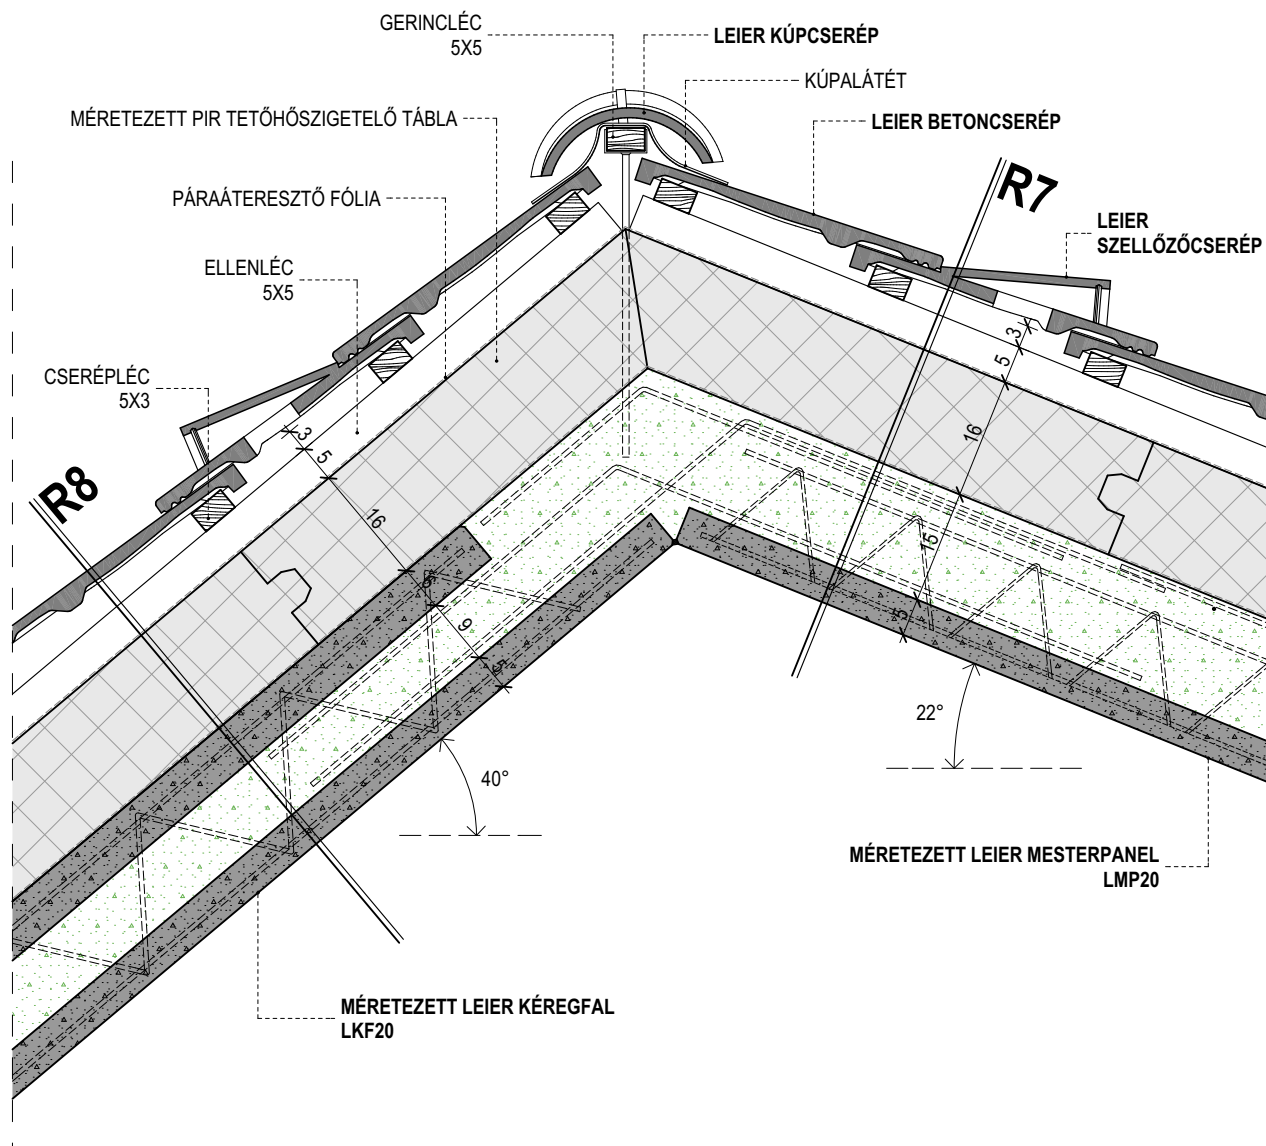 GERINCLÉC
5X5
LEIER KÚPCSERÉP
KÚPALÁTÉT
MÉRETEZETT PIR TETŐHŐSZIGETELŐ TÁBLA
LEIER BETONCSERÉP
PÁRAÁTERESZTŐ FÓLIA
R7
LEIER
SZELLŐZŐCSERÉP
ELLENLÉC
5X5
CSERÉPLÉC
5X3
R8
3
5
16
15
5
3
5
16
5
9
5
22°
40°
MÉRETEZETT LEIER MESTERPANEL
LMP20
MÉRETEZETT LEIER KÉREGFAL
LKF20